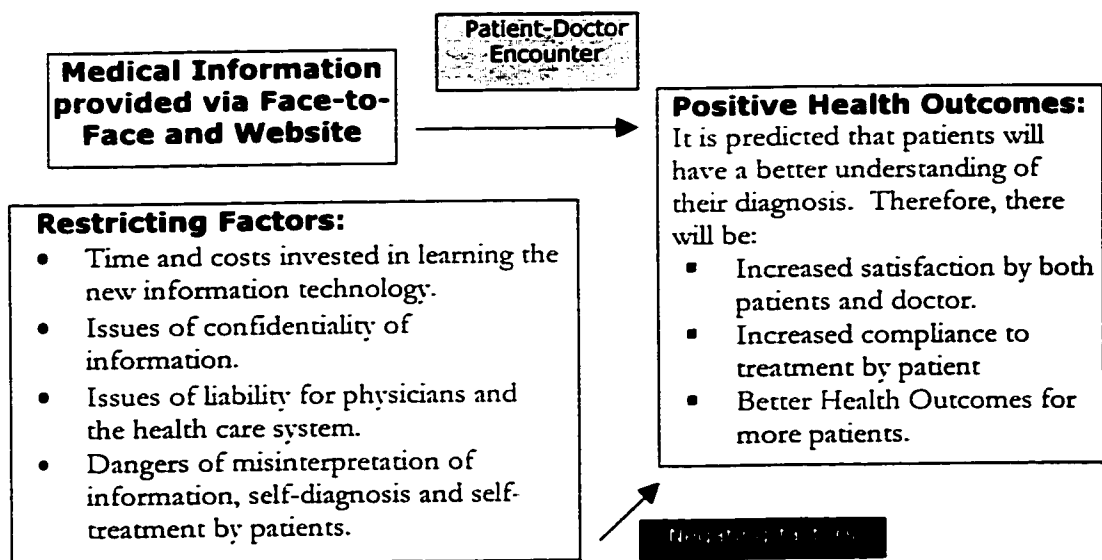 Patient-Doctor
Encounter
Medical Information
provided via Face-to-
Face and Website
Positive Health Outcomes:
It is predicted that patients will
have a better understanding of
their diagnosis. Therefore, there
will be:
▪ Increased satisfaction by both
patients and doctor.
▪ Increased compliance to
treatment by patient
▪ Better Health Outcomes for
more patients.
Restricting Factors:
• Time and costs invested in learning the
new information technology.
• Issues of confidentiality of
information.
• Issues of liability for physicians and
the health care system.
• Dangers of misinterpretation of
information, self-diagnosis and self-
treatment by patients.